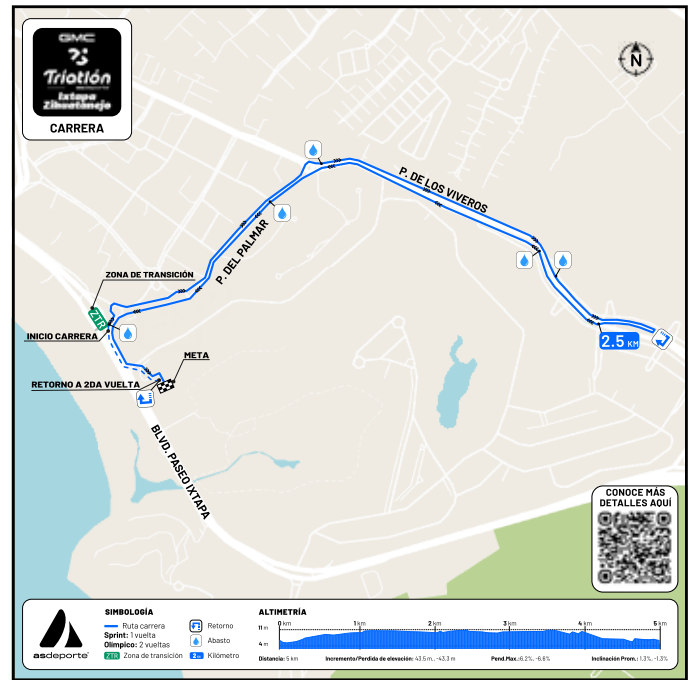 GMC
Triatlón
Ixtapa
Zihuatanejo
CARRERA
N
P. DE LOS VIVEROS
P. DEL PALMAR
ZONA DE TRANSICIÓN
ZTR
INICIO CARRERA
META
RETORNO A 2DA VUELTA
2.5 KM
BLVD. PASEO IXTAPA
CONOCE MÁS
DETALLES AQUÍ
asdeporte
SIMBOLOGÍA
Ruta carrera
Sprint: 1 vuelta
Olímpico: 2 vueltas
ZTR Zona de transición
Retorno
Abasto
Kilómetro
ALTIMETRÍA
0 km 1 km 2 km 3 km 4 km 5 km
11 m
4 m
Distancia: 5 km Incremento/Perdida de elevación: 43.5 m, -43.3 m Pend.Max.:6.2%, -6.6% Inclinación Prom.: 1.3%, -1.3%